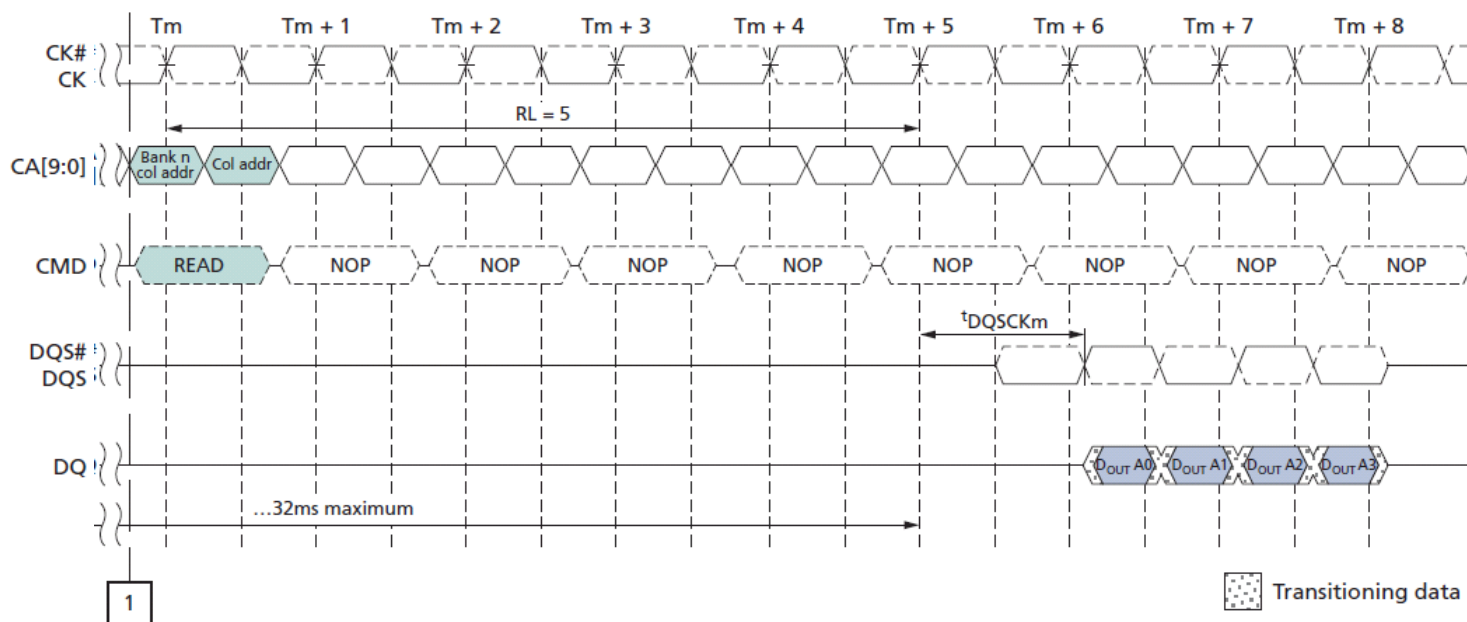 Tm Tm + 1 Tm + 2 Tm + 3 Tm + 4 Tm + 5 Tm + 6 Tm + 7 Tm + 8
CK#
CK
RL = 5
CA[9:0]
Bank n
col addr
Col addr
CMD
READ NOP NOP NOP NOP NOP NOP NOP NOP
tDQSCKm
DQS#
DQS
DQ
DOUT A0 DOUT A1 DOUT A2 DOUT A3
...32ms maximum
1
Transitioning data